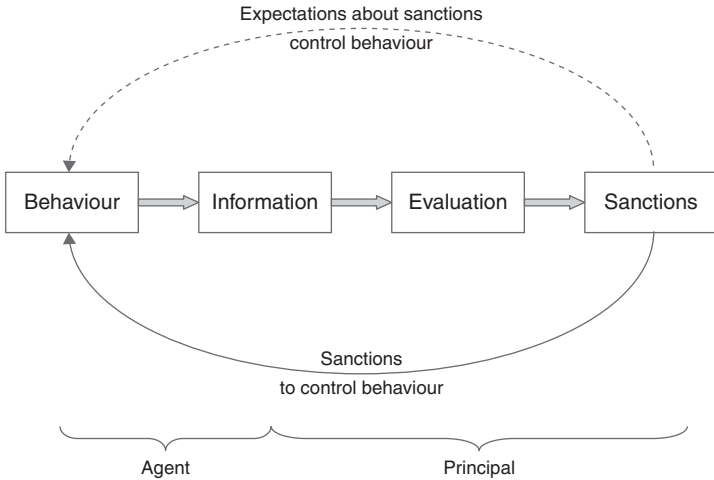 Expectations about sanctions
control behaviour
Behaviour
Information
Evaluation
Sanctions
Sanctions
to control behaviour
Agent
Principal